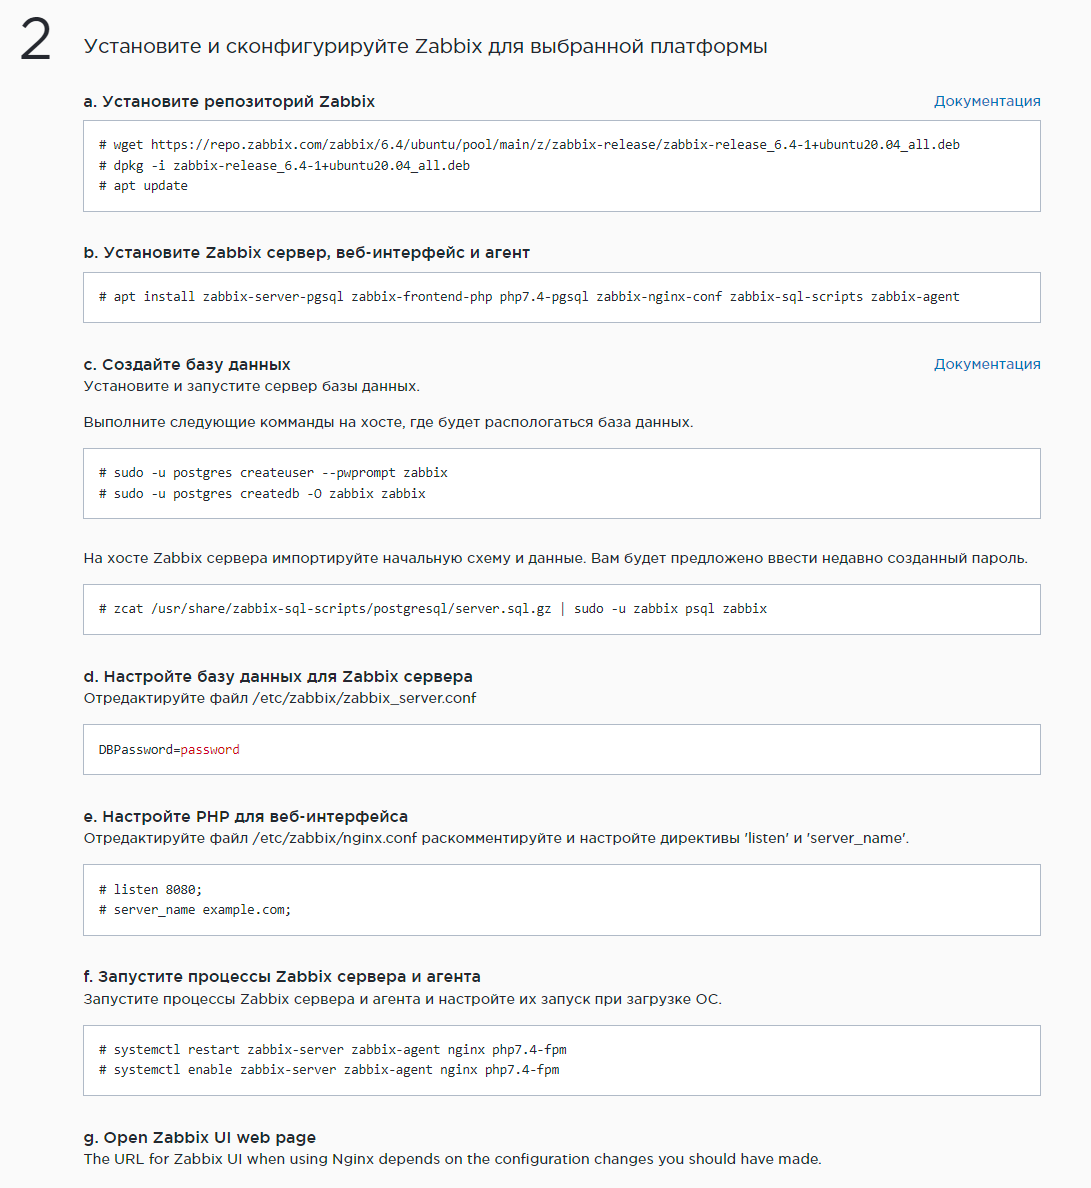 2
Установите и сконфигурируйте Zabbix для выбранной платформы
a. Установите репозиторий Zabbix
Документация
# wget https://repo.zabbix.com/zabbix/6.4/ubuntu/pool/main/z/zabbix-release/zabbix-release_6.4-1+ubuntu20.04_all.deb
# dpkg -i zabbix-release_6.4-1+ubuntu20.04_all.deb
# apt update
b. Установите Zabbix сервер, веб-интерфейс и агент
# apt install zabbix-server-pgsql zabbix-frontend-php php7.4-pgsql zabbix-nginx-conf zabbix-sql-scripts zabbix-agent
c. Создайте базу данных
Документация
Установите и запустите сервер базы данных.
Выполните следующие комманды на хосте, где будет распологаться база данных.
# sudo -u postgres createuser --pwprompt zabbix
# sudo -u postgres createdb -O zabbix zabbix
На хосте Zabbix сервера импортируйте начальную схему и данные. Вам будет предложено ввести недавно созданный пароль.
# zcat /usr/share/zabbix-sql-scripts/postgresql/server.sql.gz | sudo -u zabbix psql zabbix
d. Настройте базу данных для Zabbix сервера
Отредактируйте файл /etc/zabbix/zabbix_server.conf
DBPassword=password
e. Настройте PHP для веб-интерфейса
Отредактируйте файл /etc/zabbix/nginx.conf раскомментируйте и настройте директивы 'listen' и 'server_name'.
# listen 8080;
# server_name example.com;
f. Запустите процессы Zabbix сервера и агента
Запустите процессы Zabbix сервера и агента и настройте их запуск при загрузке ОС.
# systemctl restart zabbix-server zabbix-agent nginx php7.4-fpm
# systemctl enable zabbix-server zabbix-agent nginx php7.4-fpm
g. Open Zabbix UI web page
The URL for Zabbix UI when using Nginx depends on the configuration changes you should have made.